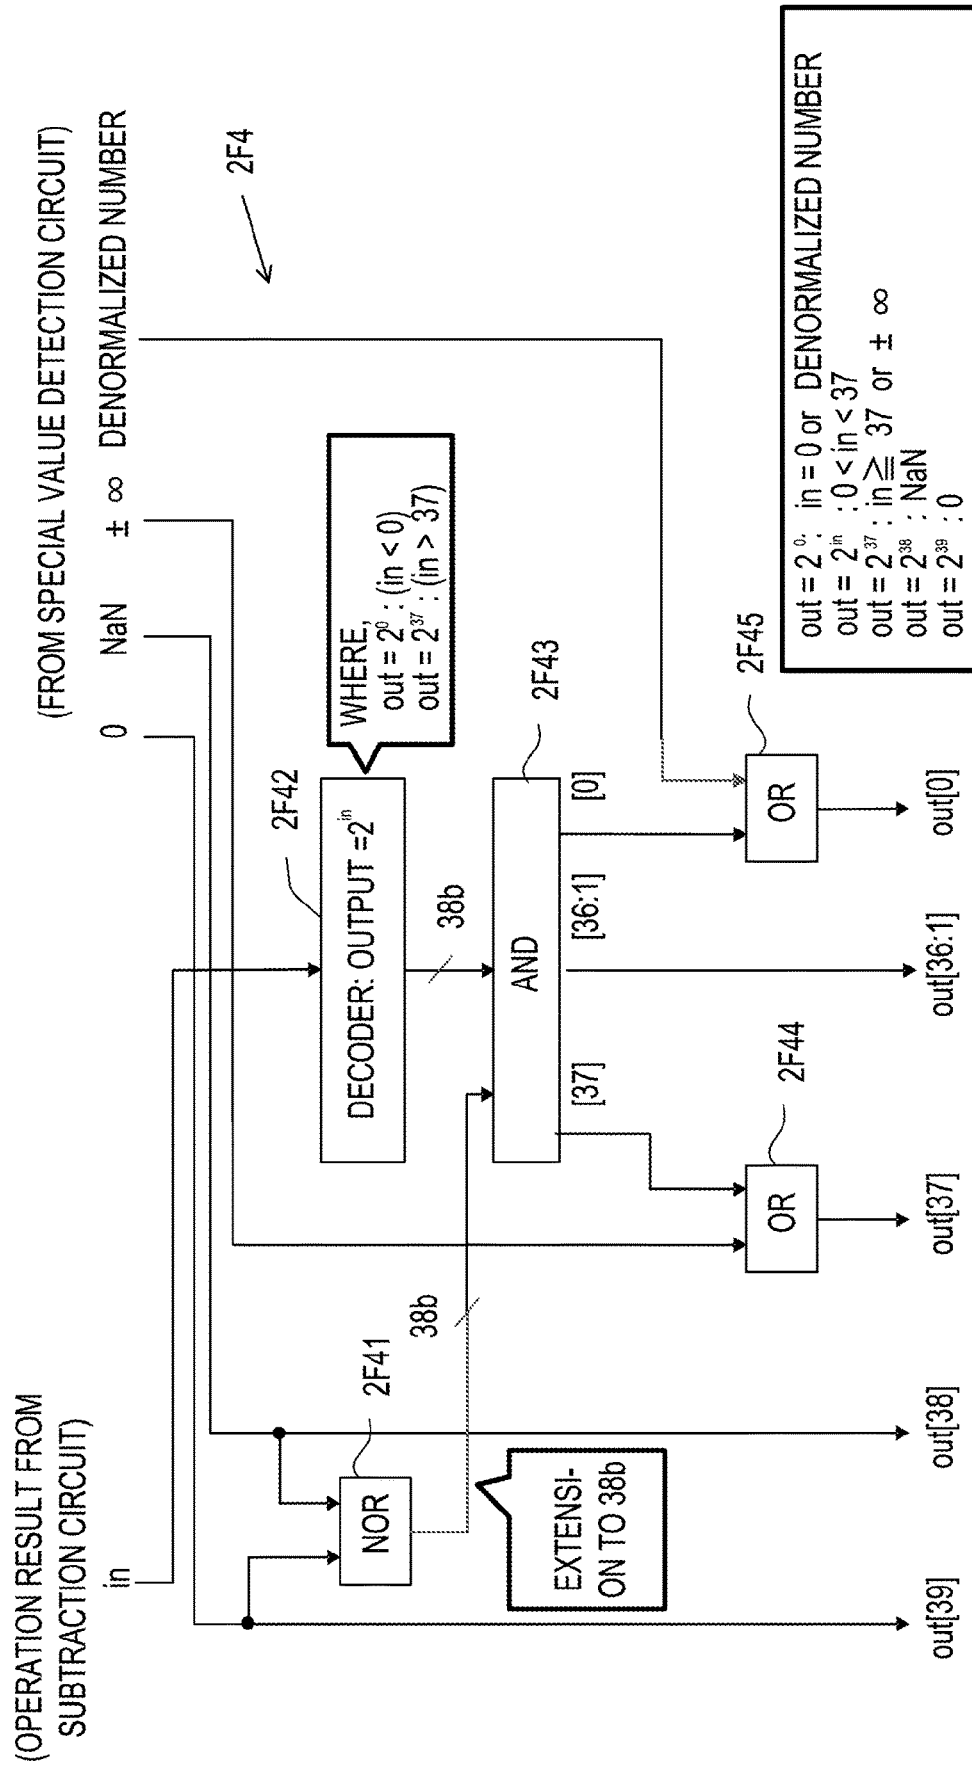 (OPERATION RESULT FROM
SUBTRACTION CIRCUIT)
in
(FROM SPECIAL VALUE DETECTION CIRCUIT)
0 NaN ± ∞ DENORMALIZED NUMBER
2F4
2F41
NOR
EXTENSI-
ON TO 38b
38b
2F42
DECODER: OUTPUT =2^in
WHERE,
out = 2^0 : (in < 0)
out = 2^37 : (in > 37)
38b
2F43
AND
[37]
[36:1]
[0]
2F44
OR
2F45
OR
out[39]
out[38]
out[37]
out[36:1]
out[0]
out = 2^0 : in = 0 or DENORMALIZED NUMBER
out = 2^in : 0 < in < 37
out = 2^37 : in ≧ 37 or ± ∞
out = 2^38 : NaN
out = 2^39 : 0